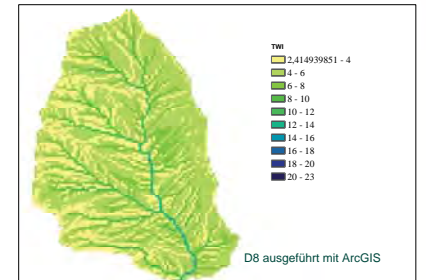 TWI
2,414939851 - 4
4 - 6
6 - 8
8 - 10
10 - 12
12 - 14
14 - 16
16 - 18
18 - 20
20 - 23
D8 ausgeführt mit ArcGIS